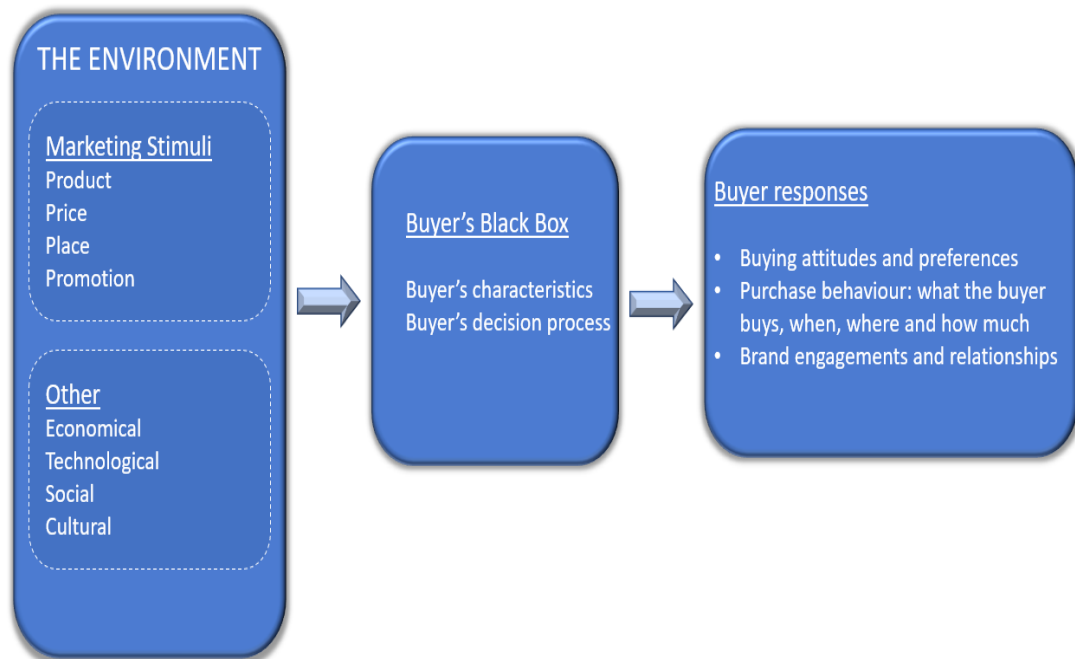 THE ENVIRONMENT
Marketing Stimuli
Product
Price
Place
Promotion
Other
Economical
Technological
Social
Cultural
Buyer’s Black Box
Buyer’s characteristics
Buyer’s decision process
Buyer responses
• Buying attitudes and preferences
• Purchase behaviour: what the buyer
buys, when, where and how much
• Brand engagements and relationships